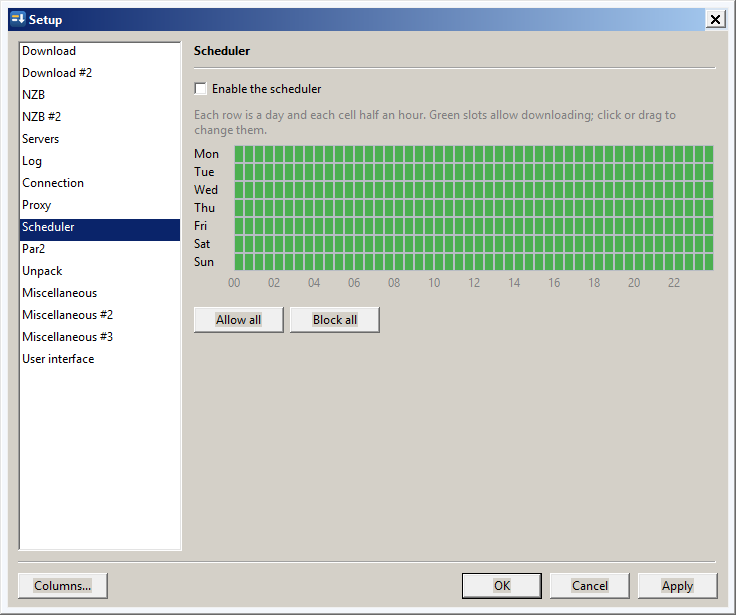 Setup
Download
Download #2
NZB
NZB #2
Servers
Log
Connection
Proxy
Scheduler
Par2
Unpack
Miscellaneous
Miscellaneous #2
Miscellaneous #3
User interface
Scheduler
Enable the scheduler
Each row is a day and each cell half an hour. Green slots allow downloading; click or drag to
change them.
Mon
Tue
Wed
Thu
Fri
Sat
Sun
00 02 04 06 08 10 12 14 16 18 20 22
Allow all Block all
Columns... OK Cancel Apply